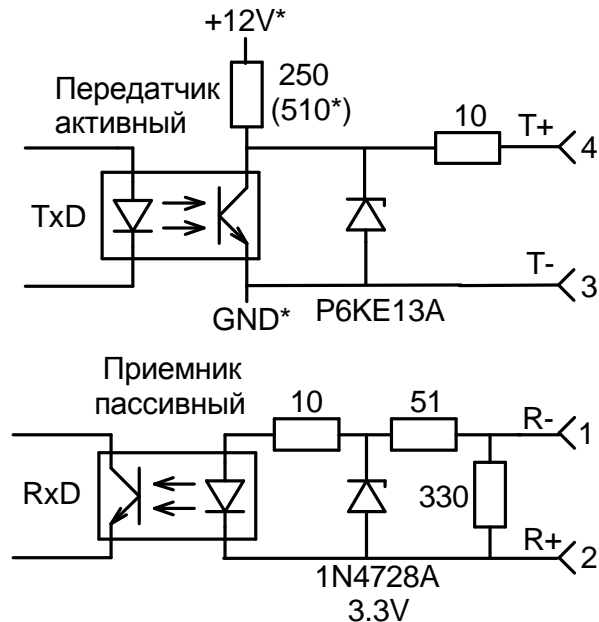 +12V*
250
(510*)
Передатчик
активный
10
T+
4
TxD
T-
3
GND*
P6KE13A
Приемник
пассивный
10
51
R-
1
RxD
330
R+
2
1N4728A
3.3V